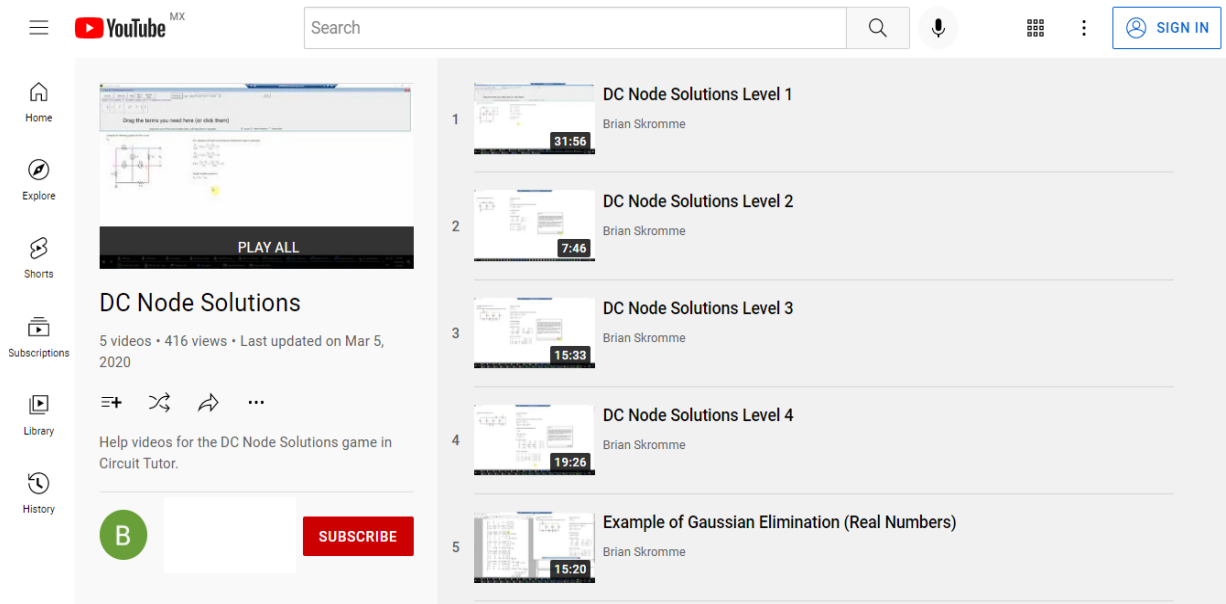 YouTube MX
Search
SIGN IN
Home
Explore
Shorts
Subscriptions
Library
History
Drag the terms you need here (or click them)
PLAY ALL
DC Node Solutions
5 videos • 416 views • Last updated on Mar 5,
2020
Help videos for the DC Node Solutions game in
Circuit Tutor.
B
SUBSCRIBE
1
31:56
DC Node Solutions Level 1
Brian Skromme
2
7:46
DC Node Solutions Level 2
Brian Skromme
3
15:33
DC Node Solutions Level 3
Brian Skromme
4
19:26
DC Node Solutions Level 4
Brian Skromme
5
15:20
Example of Gaussian Elimination (Real Numbers)
Brian Skromme